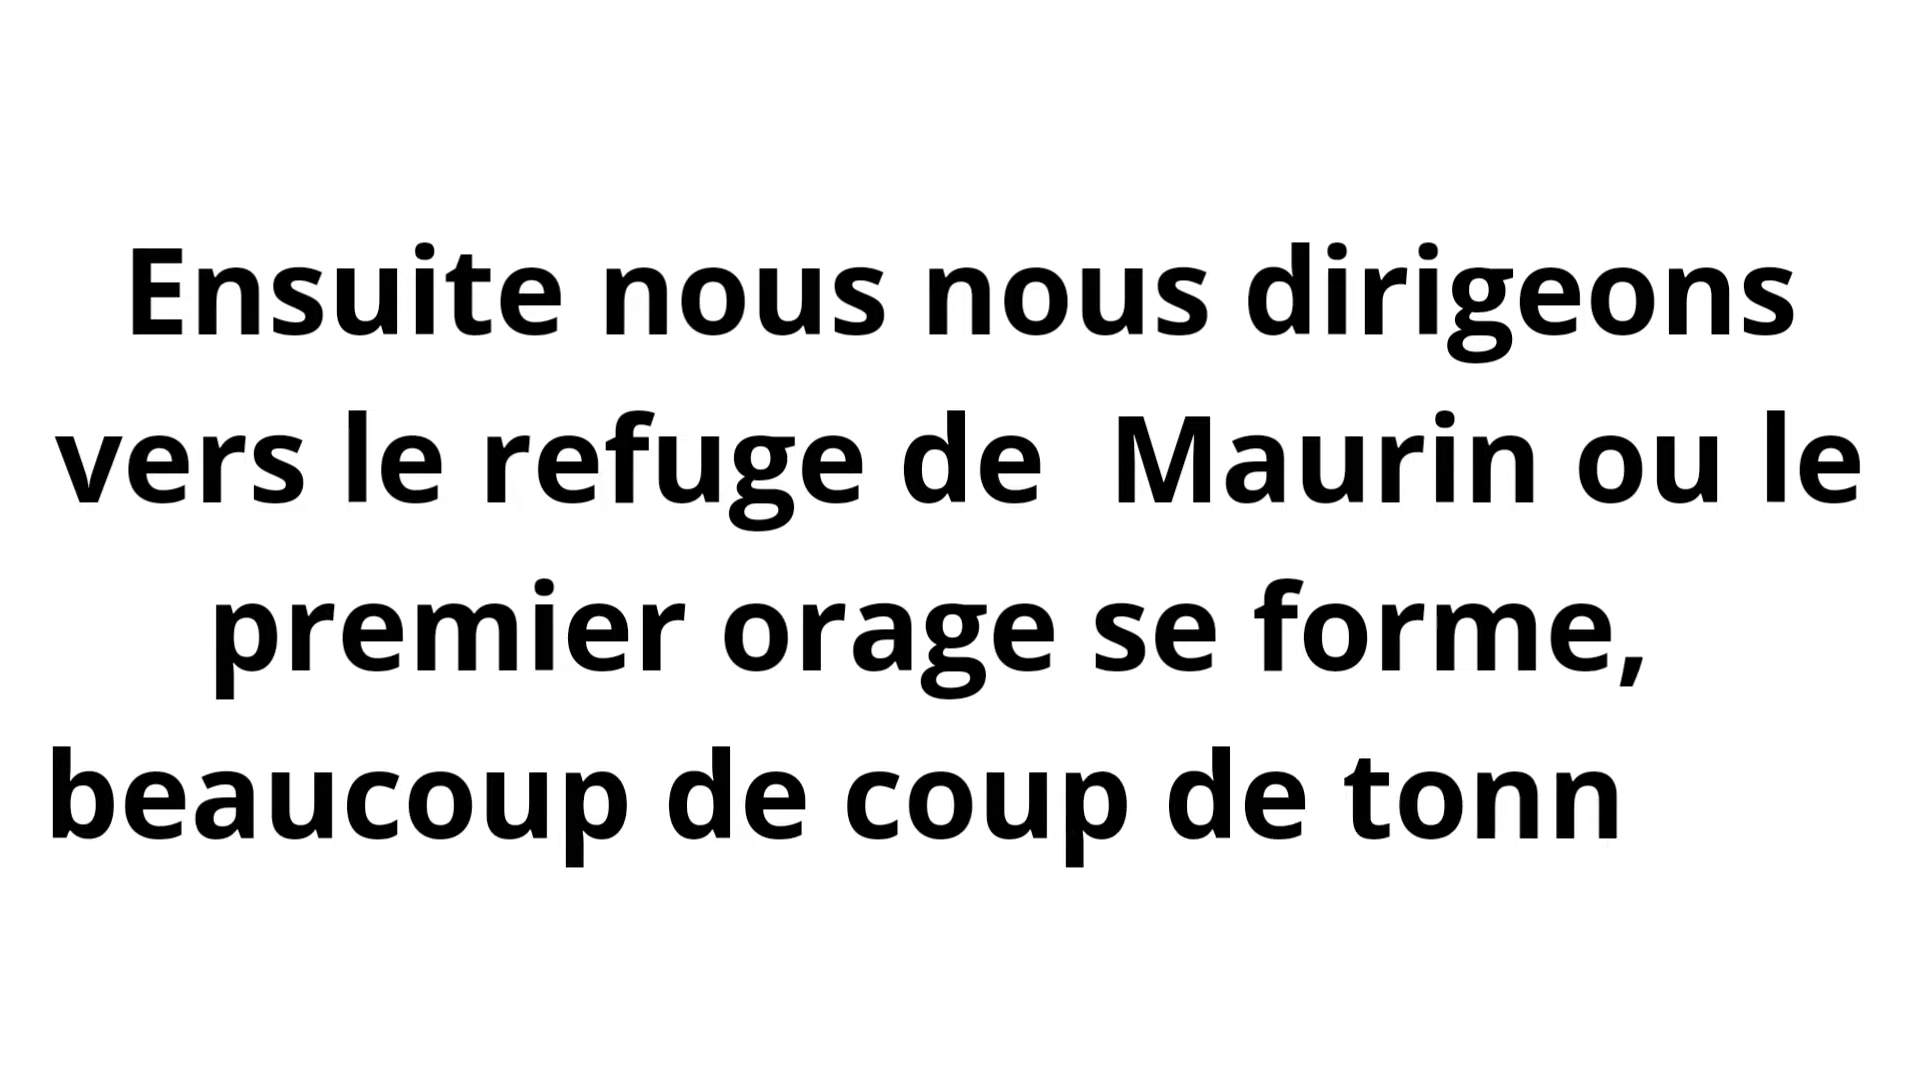 Ensuite nous nous dirigeons
vers le refuge de  Maurin ou le
premier orage se forme,
beaucoup de coup de tonn